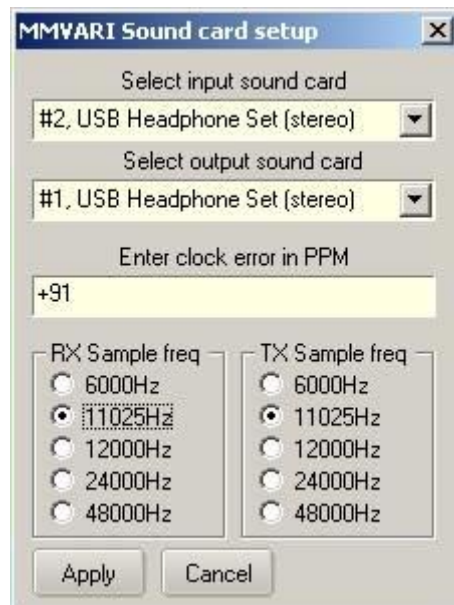 MMVARI Sound card setup
Select input sound card
#2, USB Headphone Set (stereo)
Select output sound card
#1, USB Headphone Set (stereo)
Enter clock error in PPM
+91
RX Sample freq
6000Hz
11025Hz
12000Hz
24000Hz
48000Hz
TX Sample freq
6000Hz
11025Hz
12000Hz
24000Hz
48000Hz
Apply
Cancel